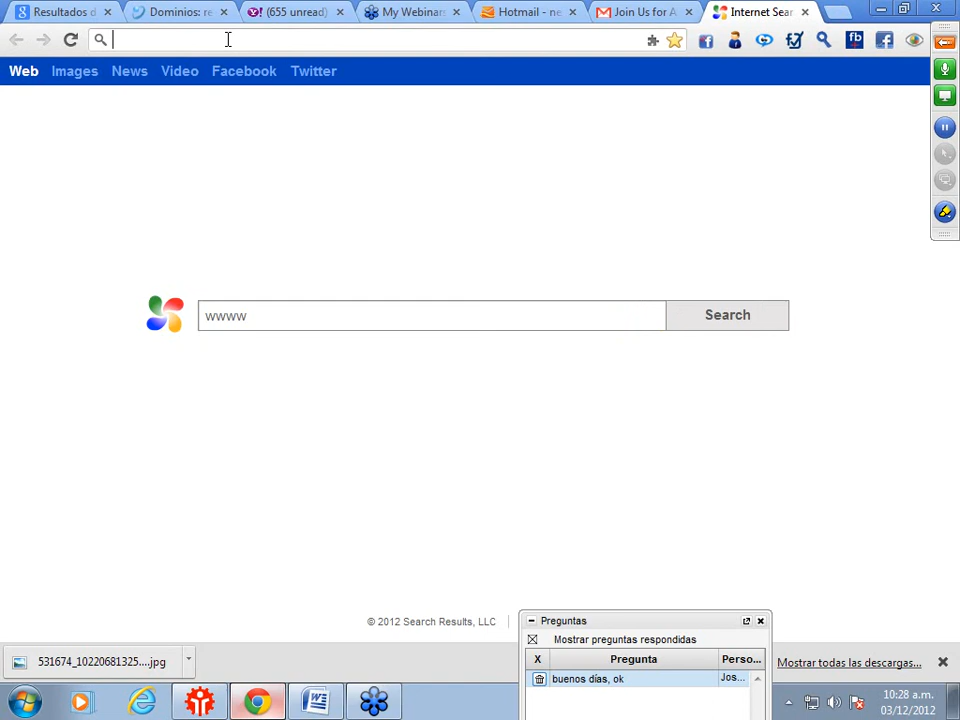 Resultados d
Dominios: re
(655 unread)
My Webinars
Hotmail - ne
Join Us for A
Internet Sear
Web Images News Video Facebook Twitter
wwww
Search
© 2012 Search Results, LLC
Preguntas
Mostrar preguntas respondidas
X Pregunta Perso...
buenos días, ok Jos...
531674_10220681325....jpg
Mostrar todas las descargas...
10:28 a.m.
03/12/2012